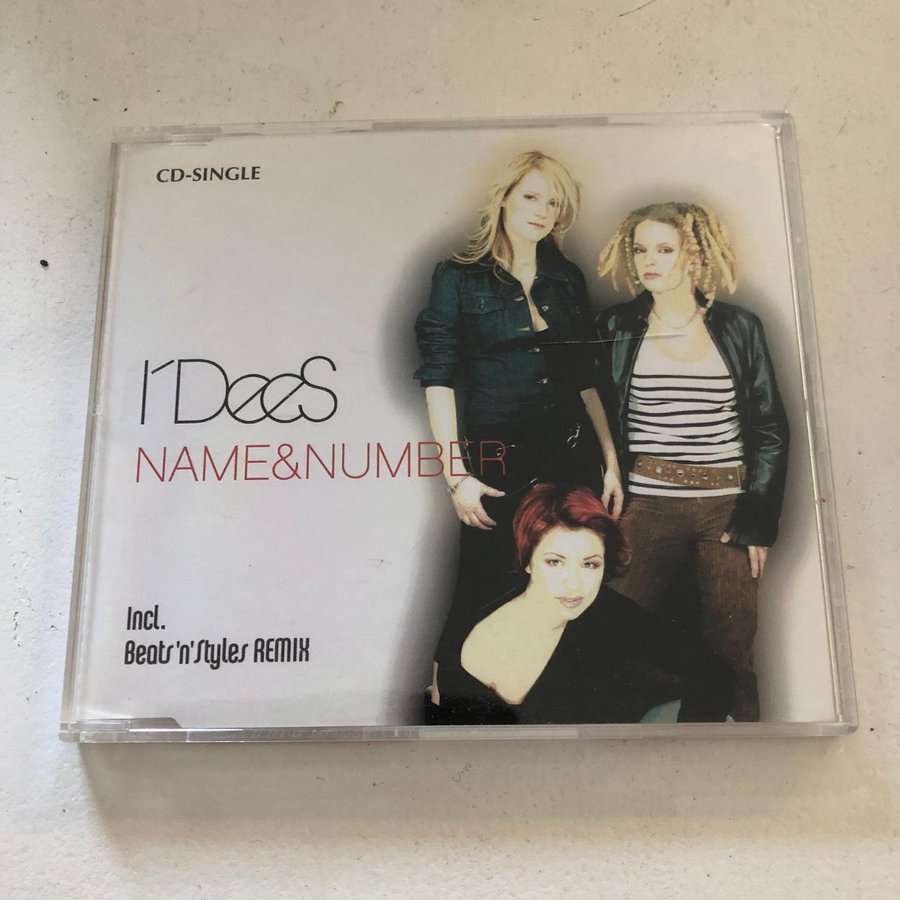 CD-SINGLE
I´DeeS
NAME&NUMBER
Incl.
Beats'n'Styles REMIX